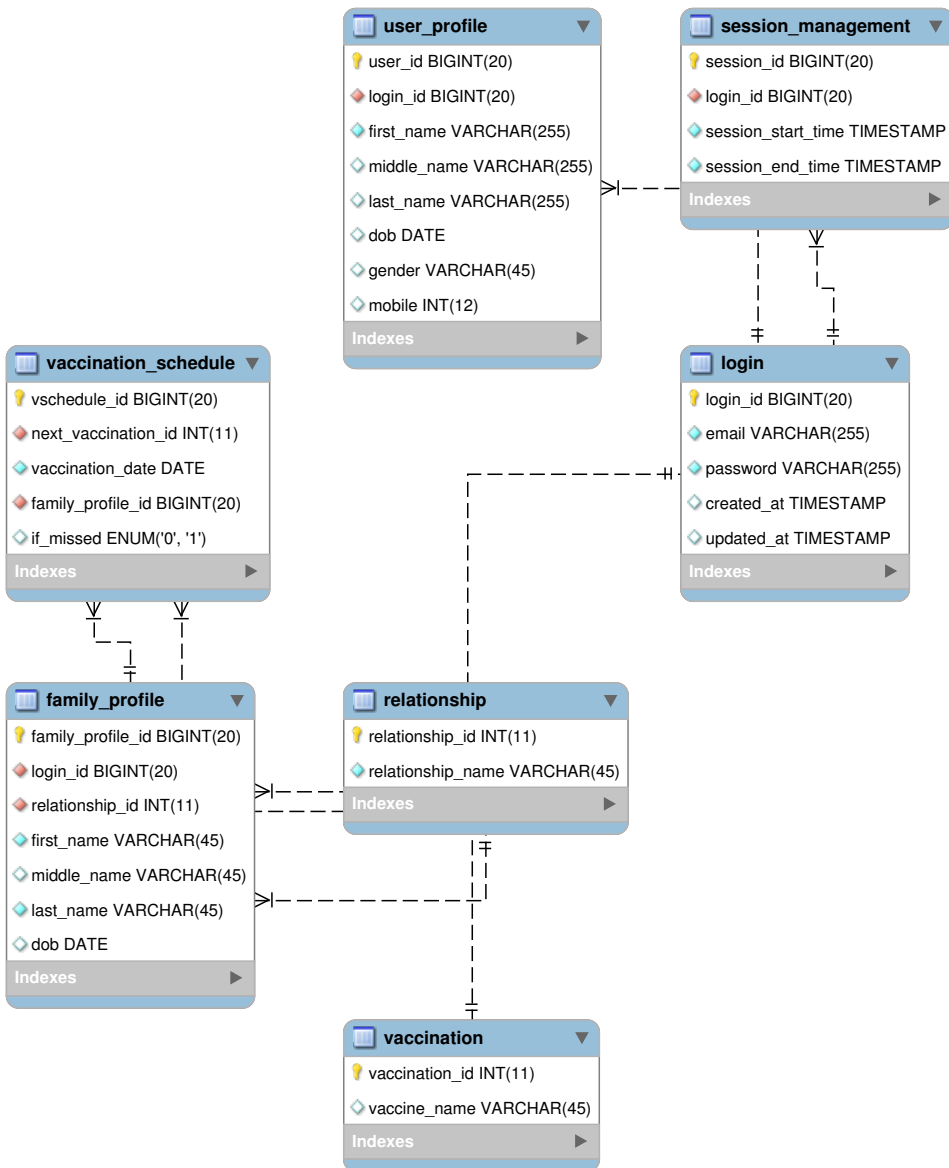 user_profile
user_id BIGINT(20)
login_id BIGINT(20)
first_name VARCHAR(255)
middle_name VARCHAR(255)
last_name VARCHAR(255)
dob DATE
gender VARCHAR(45)
mobile INT(12)
Indexes
session_management
session_id BIGINT(20)
login_id BIGINT(20)
session_start_time TIMESTAMP
session_end_time TIMESTAMP
Indexes
vaccination_schedule
vschedule_id BIGINT(20)
next_vaccination_id INT(11)
vaccination_date DATE
family_profile_id BIGINT(20)
if_missed ENUM('0', '1')
Indexes
login
login_id BIGINT(20)
email VARCHAR(255)
password VARCHAR(255)
created_at TIMESTAMP
updated_at TIMESTAMP
Indexes
family_profile
family_profile_id BIGINT(20)
login_id BIGINT(20)
relationship_id INT(11)
first_name VARCHAR(45)
middle_name VARCHAR(45)
last_name VARCHAR(45)
dob DATE
Indexes
relationship
relationship_id INT(11)
relationship_name VARCHAR(45)
Indexes
vaccination
vaccination_id INT(11)
vaccine_name VARCHAR(45)
Indexes